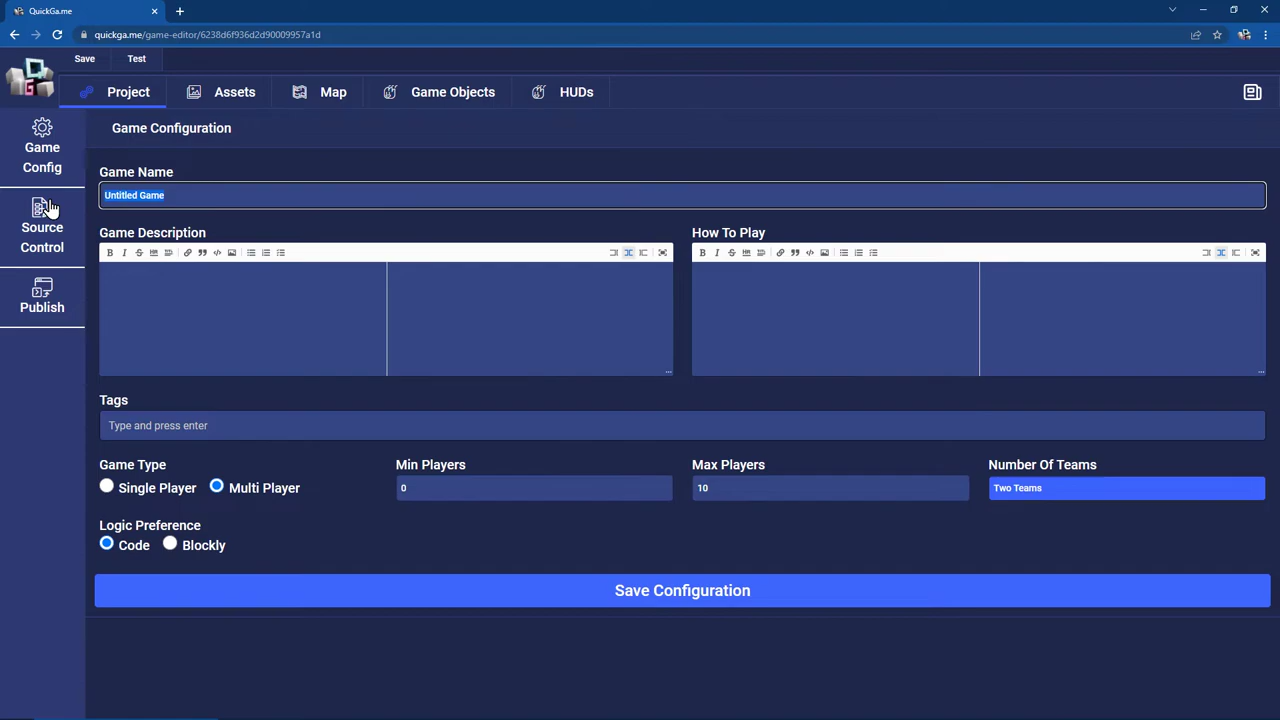 QuickGa.me
quickga.me/game-editor/6238d6f936d2d90009957a1d
Save Test
Project Assets Map Game Objects HUDs
Game Config
Source Control
Publish
Game Configuration
Game Name
Untitled Game
Game Description How To Play
B I S H B I S H
Tags
Type and press enter
Game Type Min Players Max Players Number Of Teams
Single Player Multi Player 0 10 Two Teams
Logic Preference
Code Blockly
Save Configuration